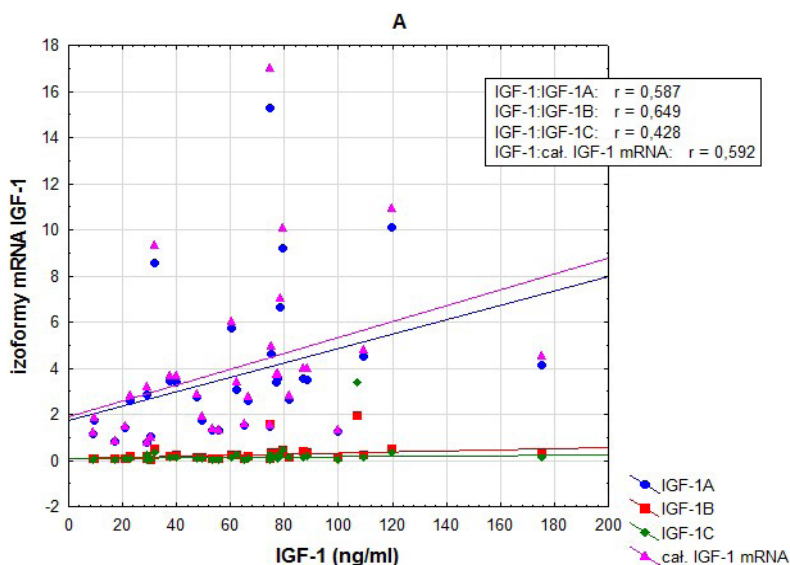 A
18
16
14
12
10
8
6
4
2
0
-2
izoformy mRNA IGF-1
IGF-1:IGF-1A: r = 0,587
IGF-1:IGF-1B: r = 0,649
IGF-1:IGF-1C: r = 0,428
IGF-1:cał. IGF-1 mRNA: r = 0,592
0 20 40 60 80 100 120 140 160 180 200
IGF-1 (ng/ml)
IGF-1A
IGF-1B
IGF-1C
cał. IGF-1 mRNA